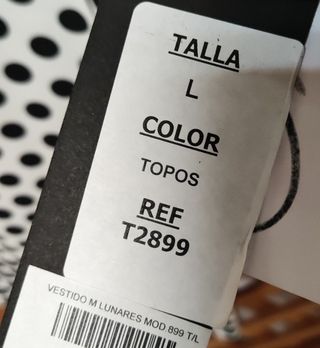 TALLA
L
COLOR
TOPOS
REF
T2899
VESTIDO M LUNARES MOD 899 T/L